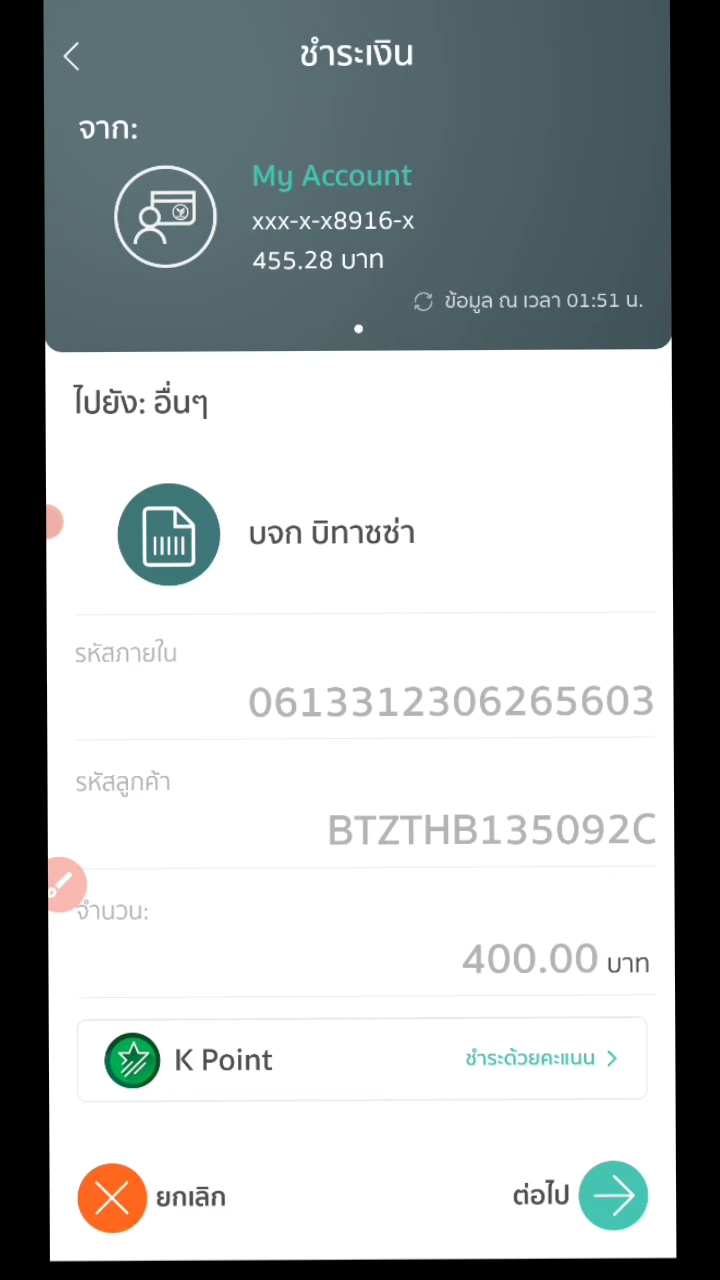 ชำระเงิน
จาก:
My Account
xxx-x-x8916-x
455.28 บาท
ข้อมูล ณ เวลา 01:51 น.
ไปยัง: อื่นๆ
บจก บิทาซซ่า
รหัสภายใน
0613312306265603
รหัสลูกค้า
BTZTHB135092C
จำนวน:
400.00 บาท
K Point
ชำระด้วยคะแนน
ยกเลิก
ต่อไป